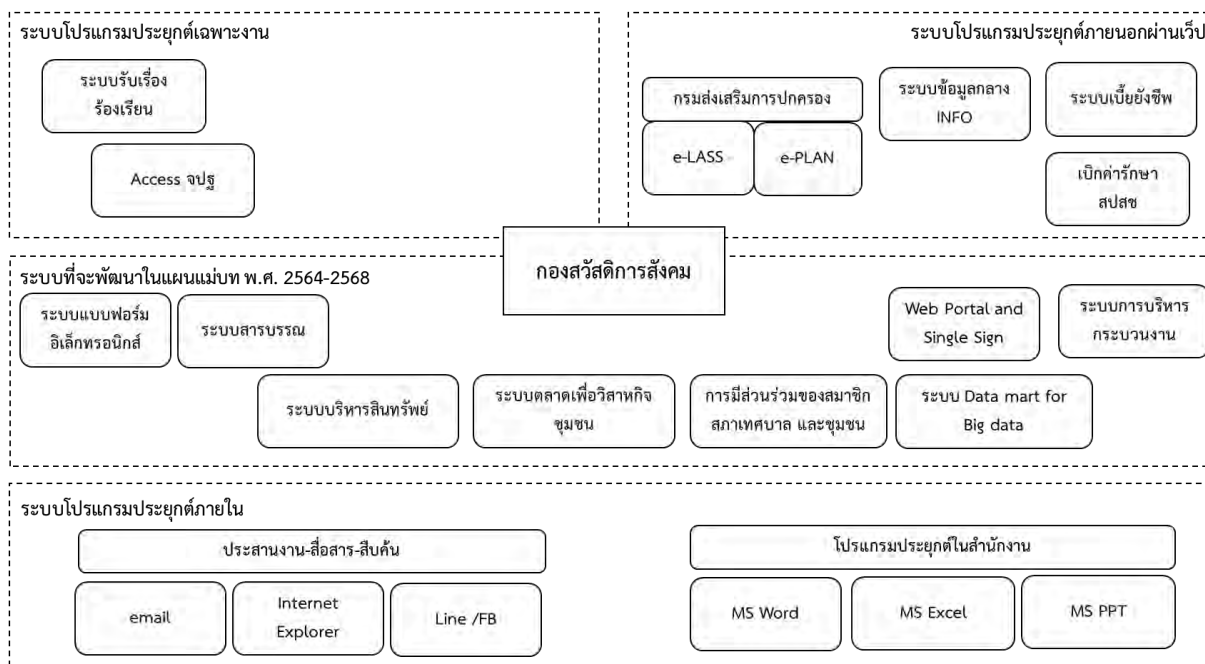 ระบบโปรแกรมประยุกต์เฉพาะงาน
ระบบรับเรื่อง
ร้องเรียน
Access จปฐ
ระบบโปรแกรมประยุกต์ภายนอกผ่านเว็ป
กรมส่งเสริมการปกครอง
e-LASS
e-PLAN
ระบบข้อมูลกลาง
INFO
ระบบเบี้ยยังชีพ
เบิกค่ารักษา
สปสช
กองสวัสดิการสังคม
ระบบที่จะพัฒนาในแผนแม่บท พ.ศ. 2564-2568
ระบบแบบฟอร์ม
อิเล็กทรอนิกส์
ระบบสารบรรณ
Web Portal and
Single Sign
ระบบการบริหาร
กระบวนงาน
ระบบบริหารสินทรัพย์
ระบบตลาดเพื่อวิสาหกิจ
ชุมชน
การมีส่วนร่วมของสมาชิก
สภาเทศบาล และชุมชน
ระบบ Data mart for
Big data
ระบบโปรแกรมประยุกต์ภายใน
ประสานงาน-สื่อสาร-สืบค้น
email
Internet
Explorer
Line /FB
โปรแกรมประยุกต์ในสำนักงาน
MS Word
MS Excel
MS PPT